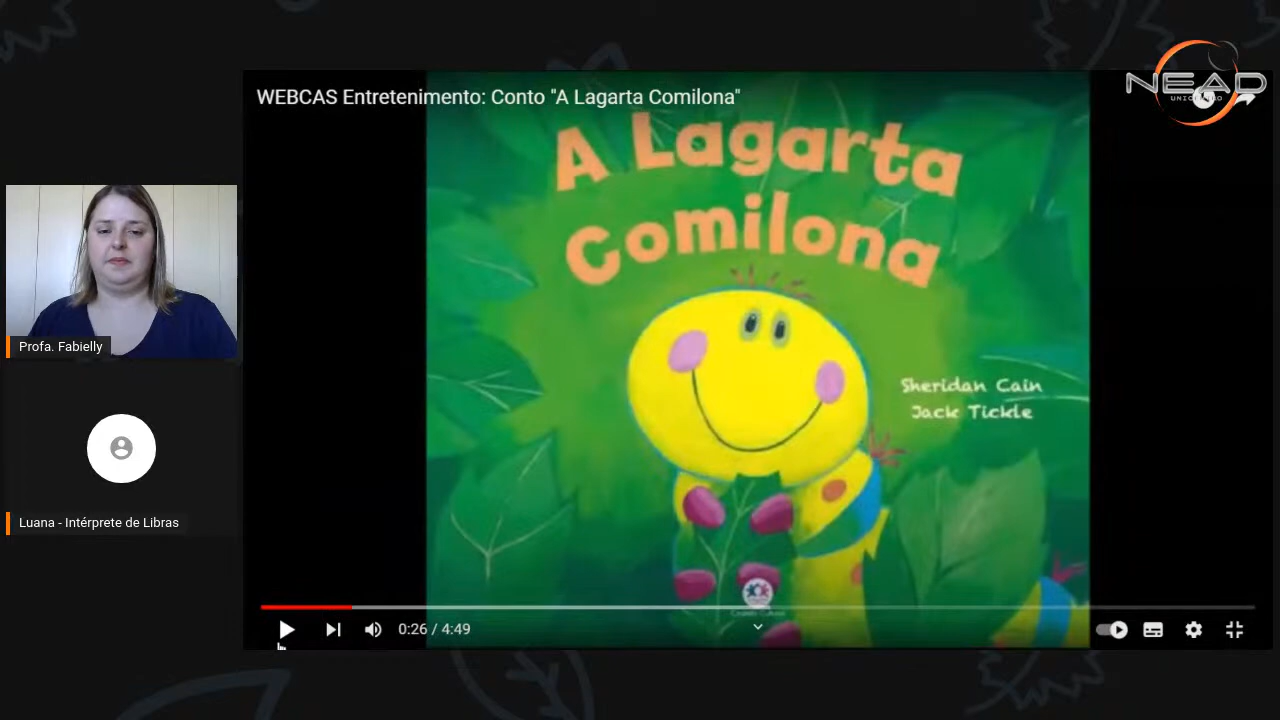 WEBCAS Entretenimento: Conto "A Lagarta Comilona"
NEAD
A Lagarta
Comilona
Sheridan Cain
Jack Tickle
Profa. Fabielly
Luana - Intérprete de Libras
0:26 / 4:49